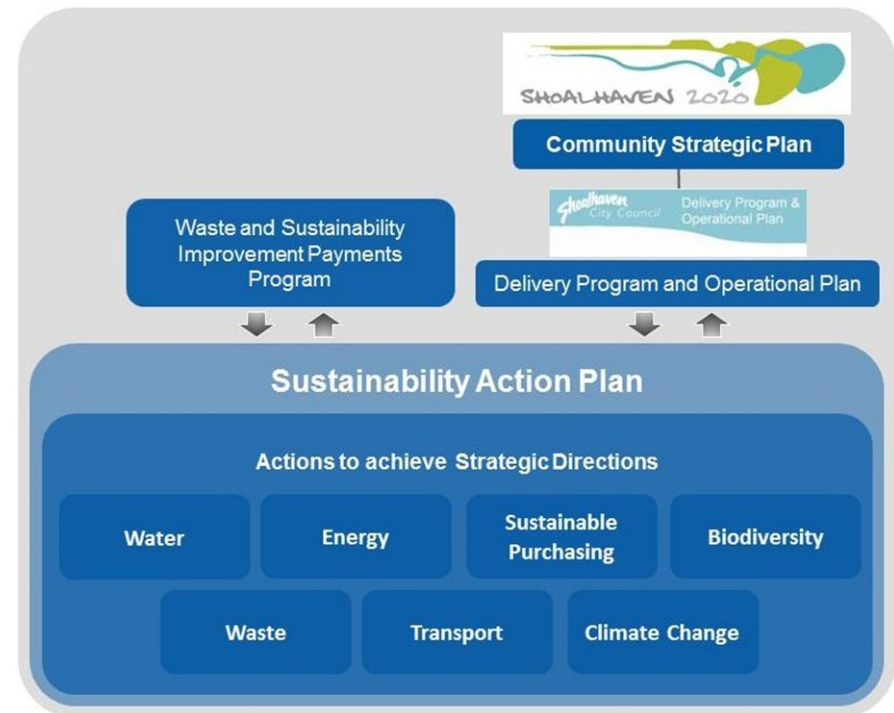 SHOALHAVEN 2020
Community Strategic Plan
Shoalhaven
City Council
Delivery Program &
Operational Plan
Waste and Sustainability
Improvement Payments
Program
Delivery Program and Operational Plan
Sustainability Action Plan
Actions to achieve Strategic Directions
Water
Energy
Sustainable
Purchasing
Biodiversity
Waste
Transport
Climate Change